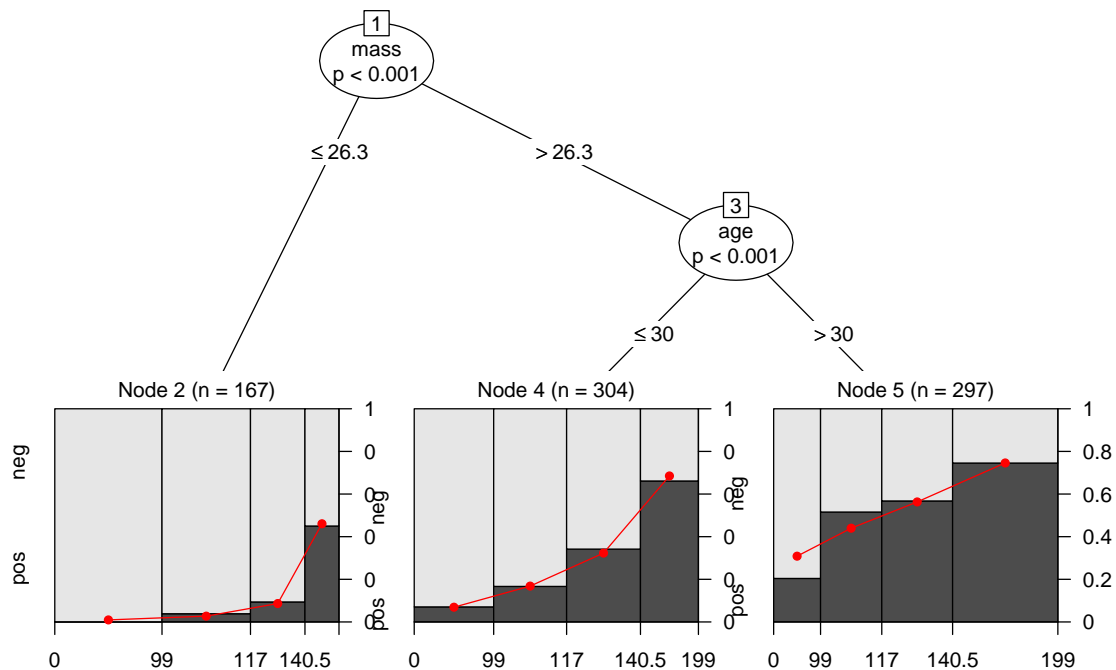 1
mass
p < 0.001
≤ 26.3
> 26.3
3
age
p < 0.001
≤ 30
> 30
Node 2 (n = 167)
neg
pos
0
99
117
140.5
1
0
0
0
0
0
Node 4 (n = 304)
neg
pos
0
99
117
140.5
199
1
0
0
0
0
0
Node 5 (n = 297)
neg
pos
0
99
117
140.5
199
1
0.8
0.6
0.4
0.2
0